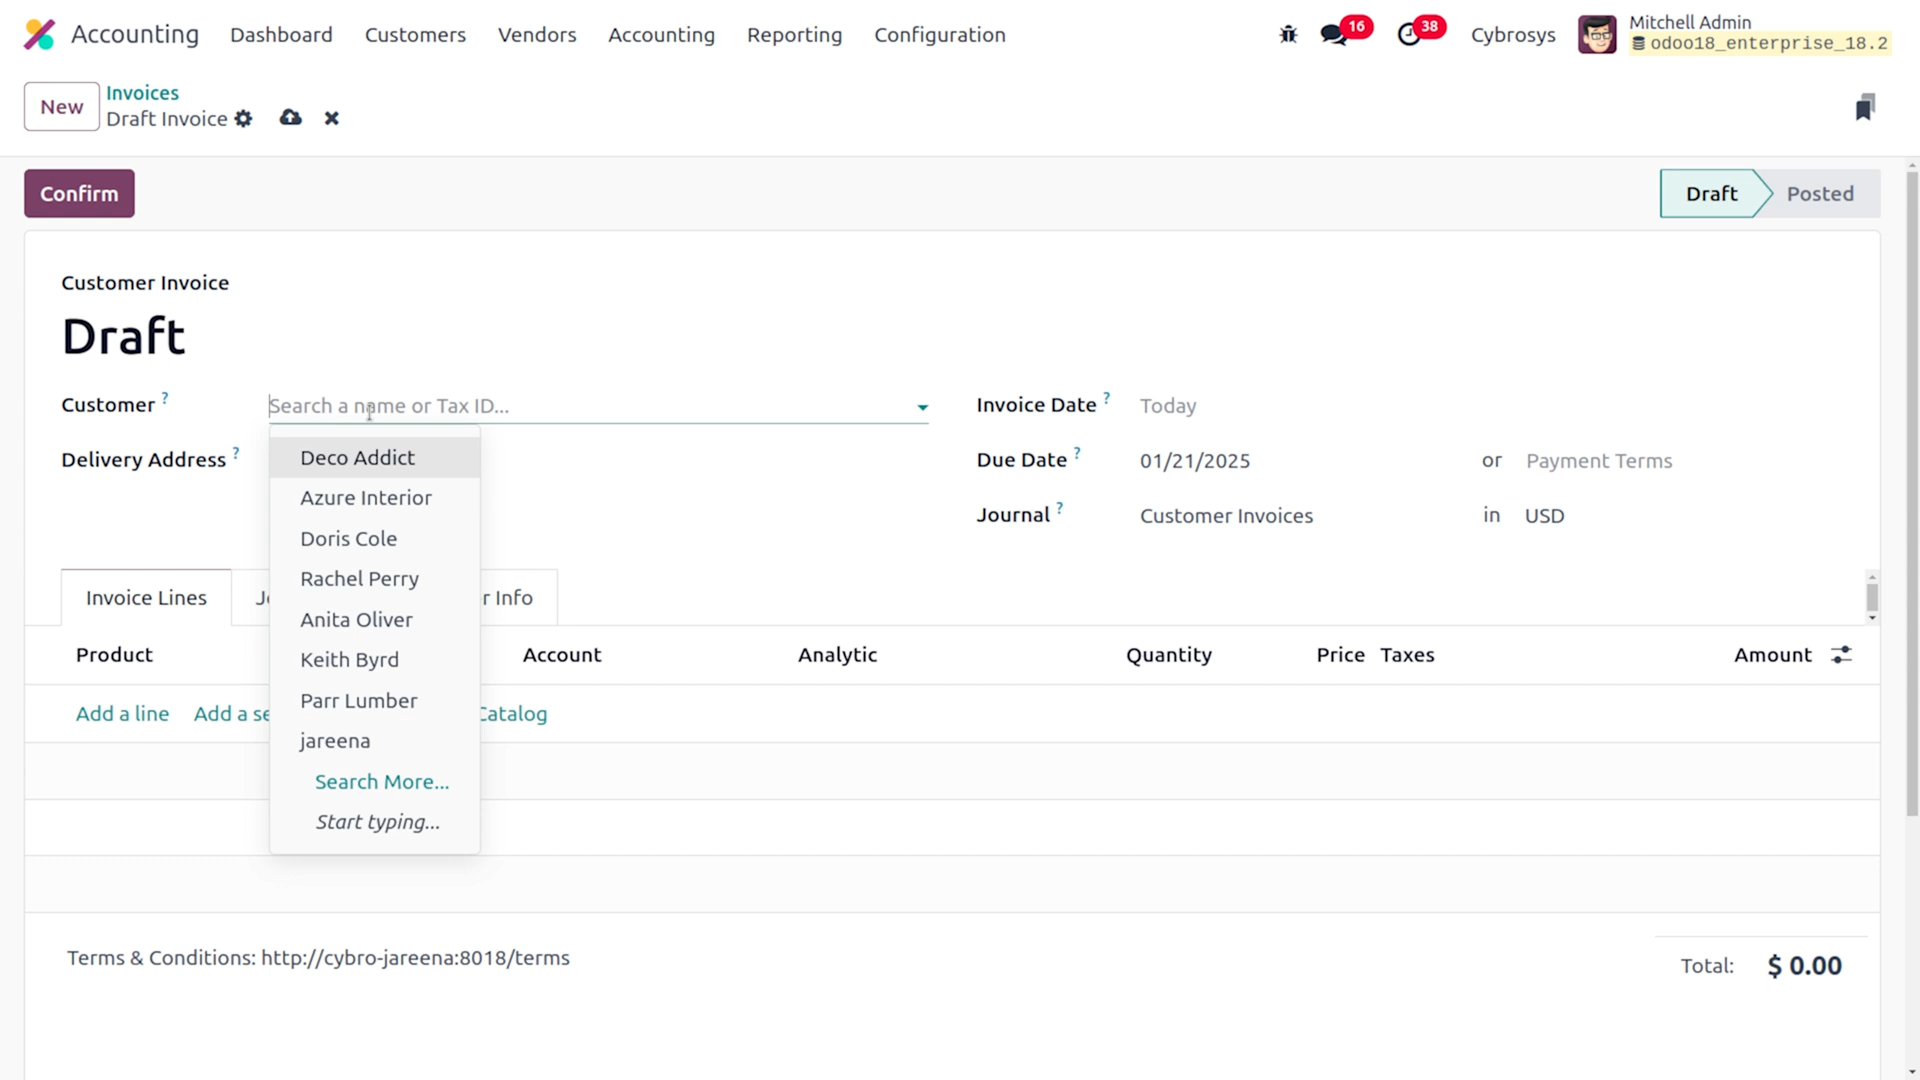 Accounting Dashboard Customers Vendors Accounting Reporting Configuration 16 38 Cybrosys Mitchell Admin
odoo18_enterprise_18.2
New Invoices
Draft Invoice
Confirm Draft Posted
Customer Invoice
Draft
Customer ? Search a name or Tax ID... Invoice Date ? Today
Delivery Address ? Due Date ? 01/21/2025 or Payment Terms
Journal ? Customer Invoices in USD
Deco Addict
Azure Interior
Doris Cole
Rachel Perry
Anita Oliver
Keith Byrd
Parr Lumber
jareena
Search More...
Start typing...
Invoice Lines r Info
Product Account Analytic Quantity Price Taxes Amount
Add a line Add a se Catalog
Terms & Conditions: http://cybro-jareena:8018/terms
Total: $ 0.00